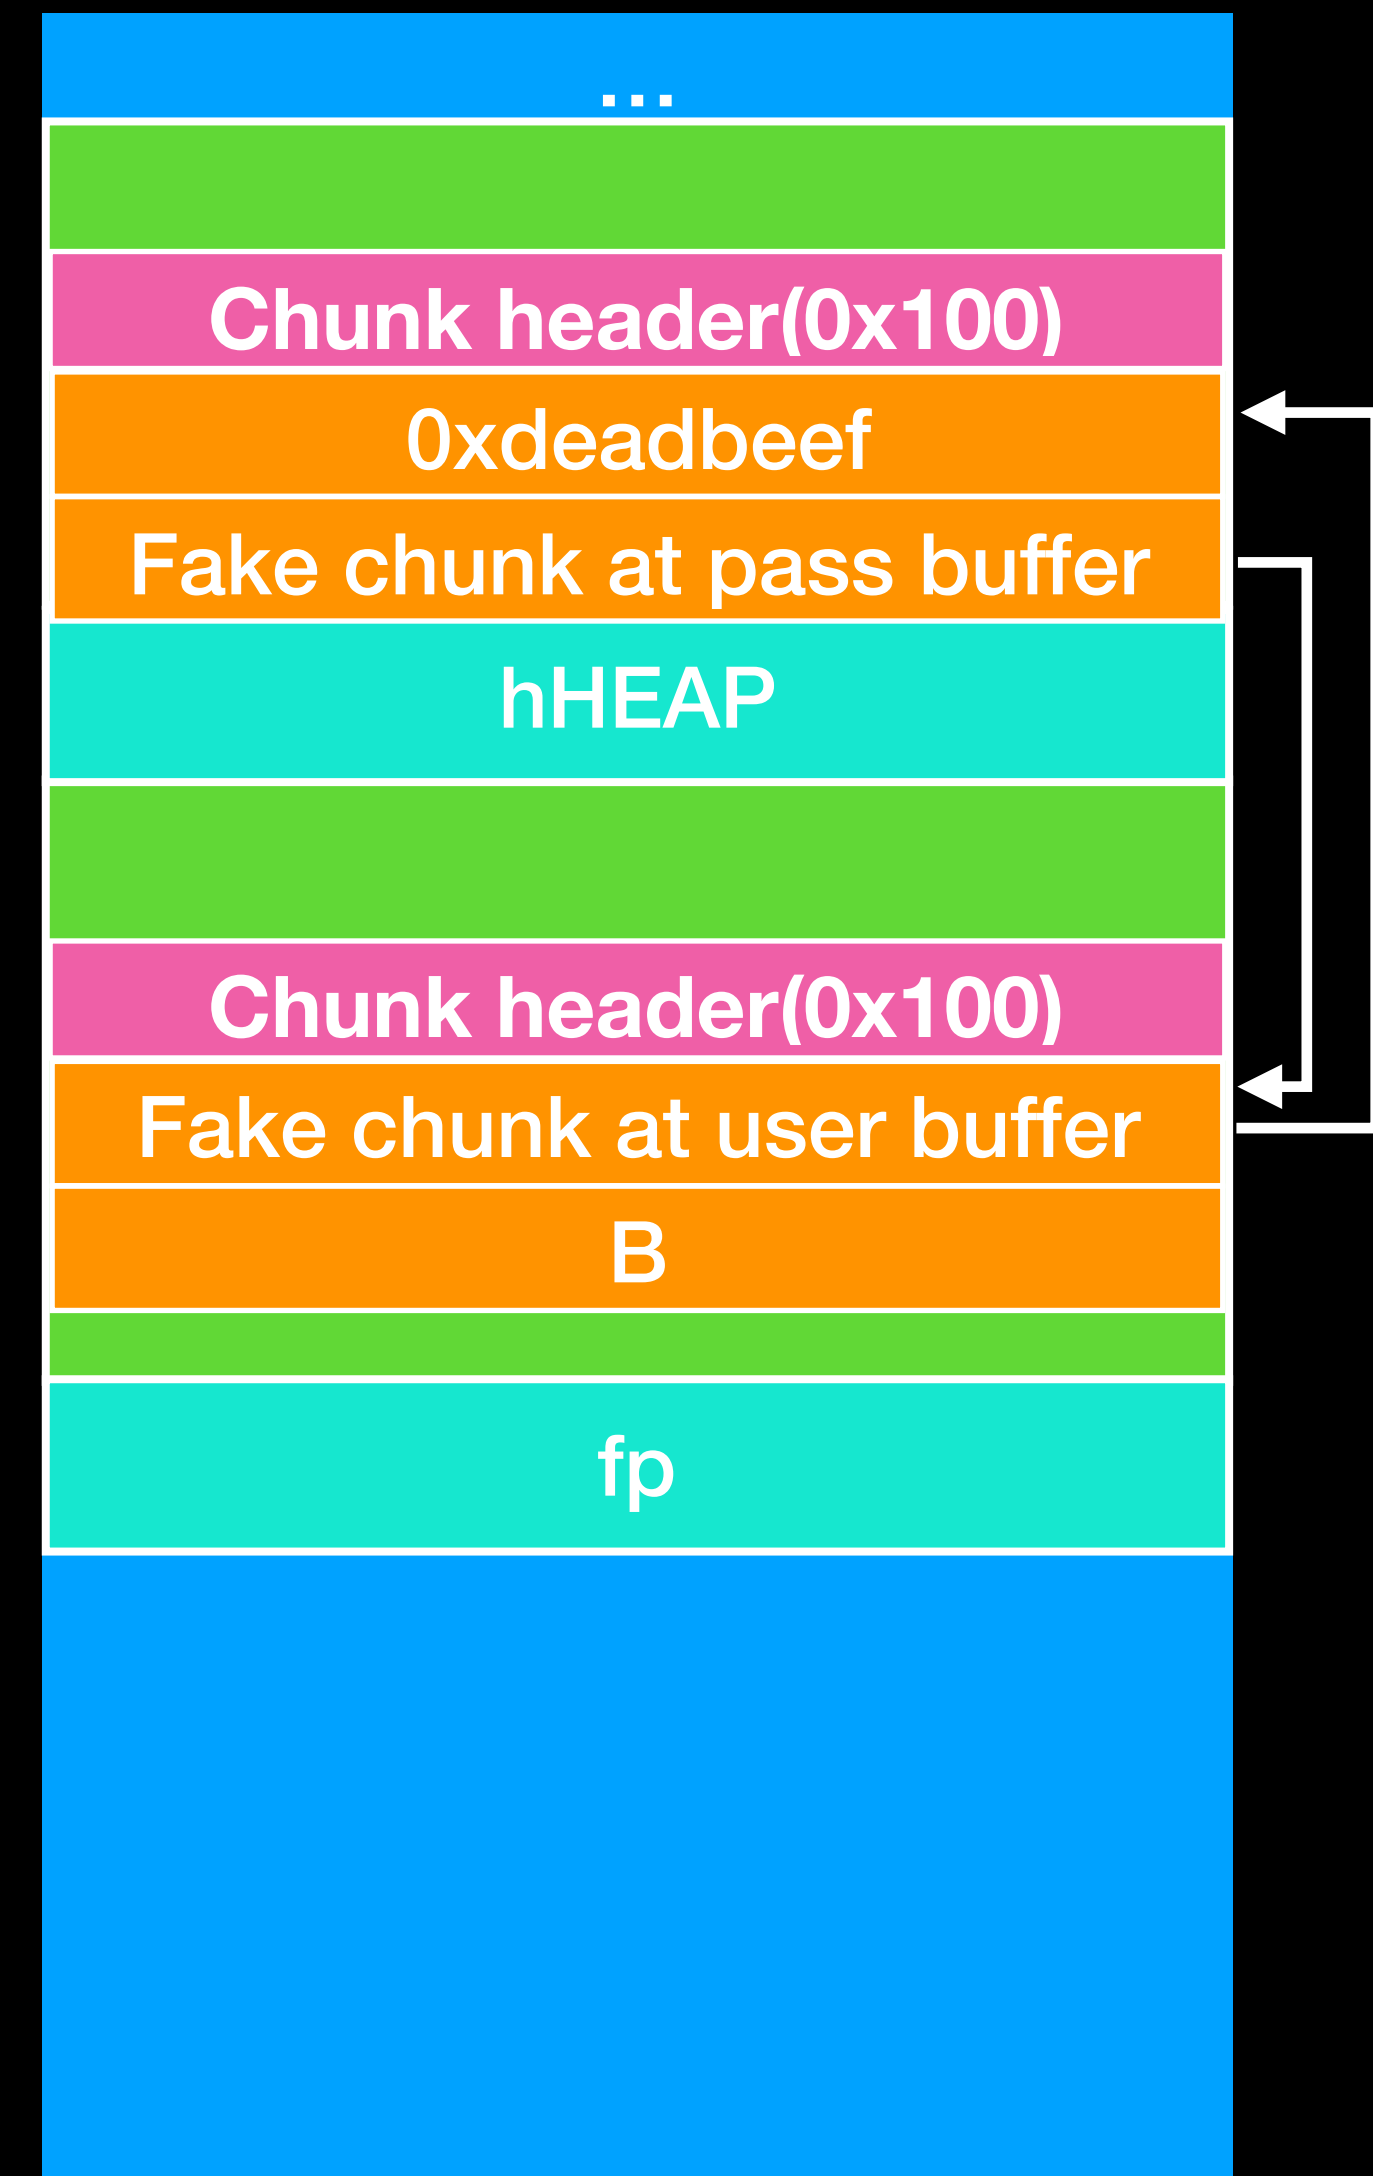 ...
Chunk header(0x100)
0xdeadbeef
Fake chunk at pass buffer
hHEAP
Chunk header(0x100)
Fake chunk at user buffer
B
fp